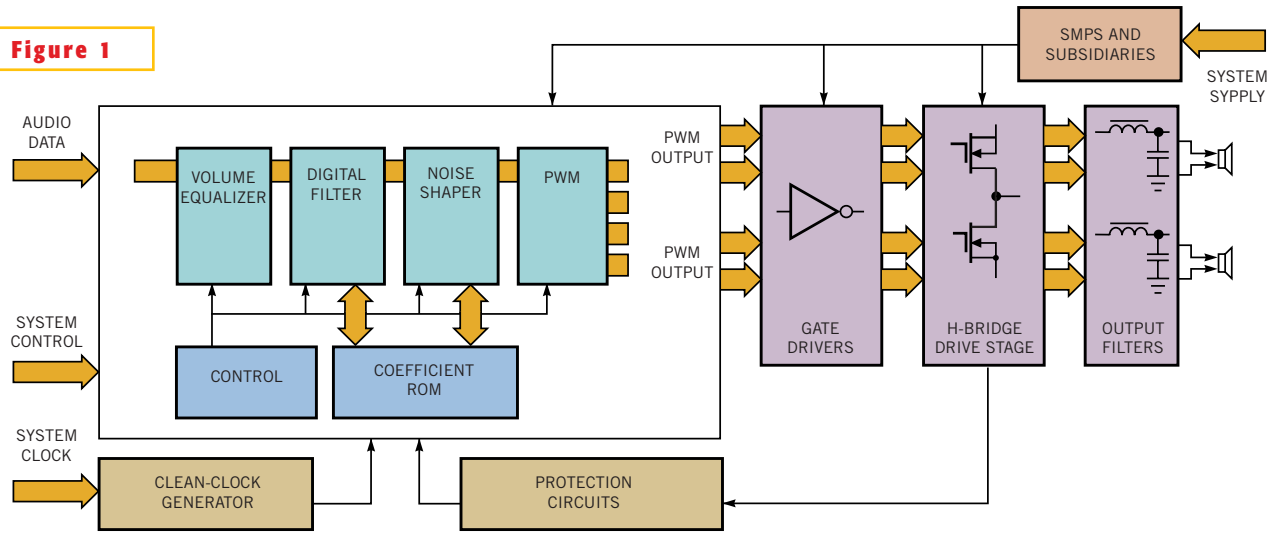 Figure 1
SMPS AND
SUBSIDIARIES
SYSTEM
SYPPLY
AUDIO
DATA
VOLUME
EQUALIZER
DIGITAL
FILTER
NOISE
SHAPER
PWM
PWM
OUTPUT
PWM
OUTPUT
GATE
DRIVERS
H-BRIDGE
DRIVE STAGE
OUTPUT
FILTERS
SYSTEM
CONTROL
CONTROL
COEFFICIENT
ROM
SYSTEM
CLOCK
CLEAN-CLOCK
GENERATOR
PROTECTION
CIRCUITS